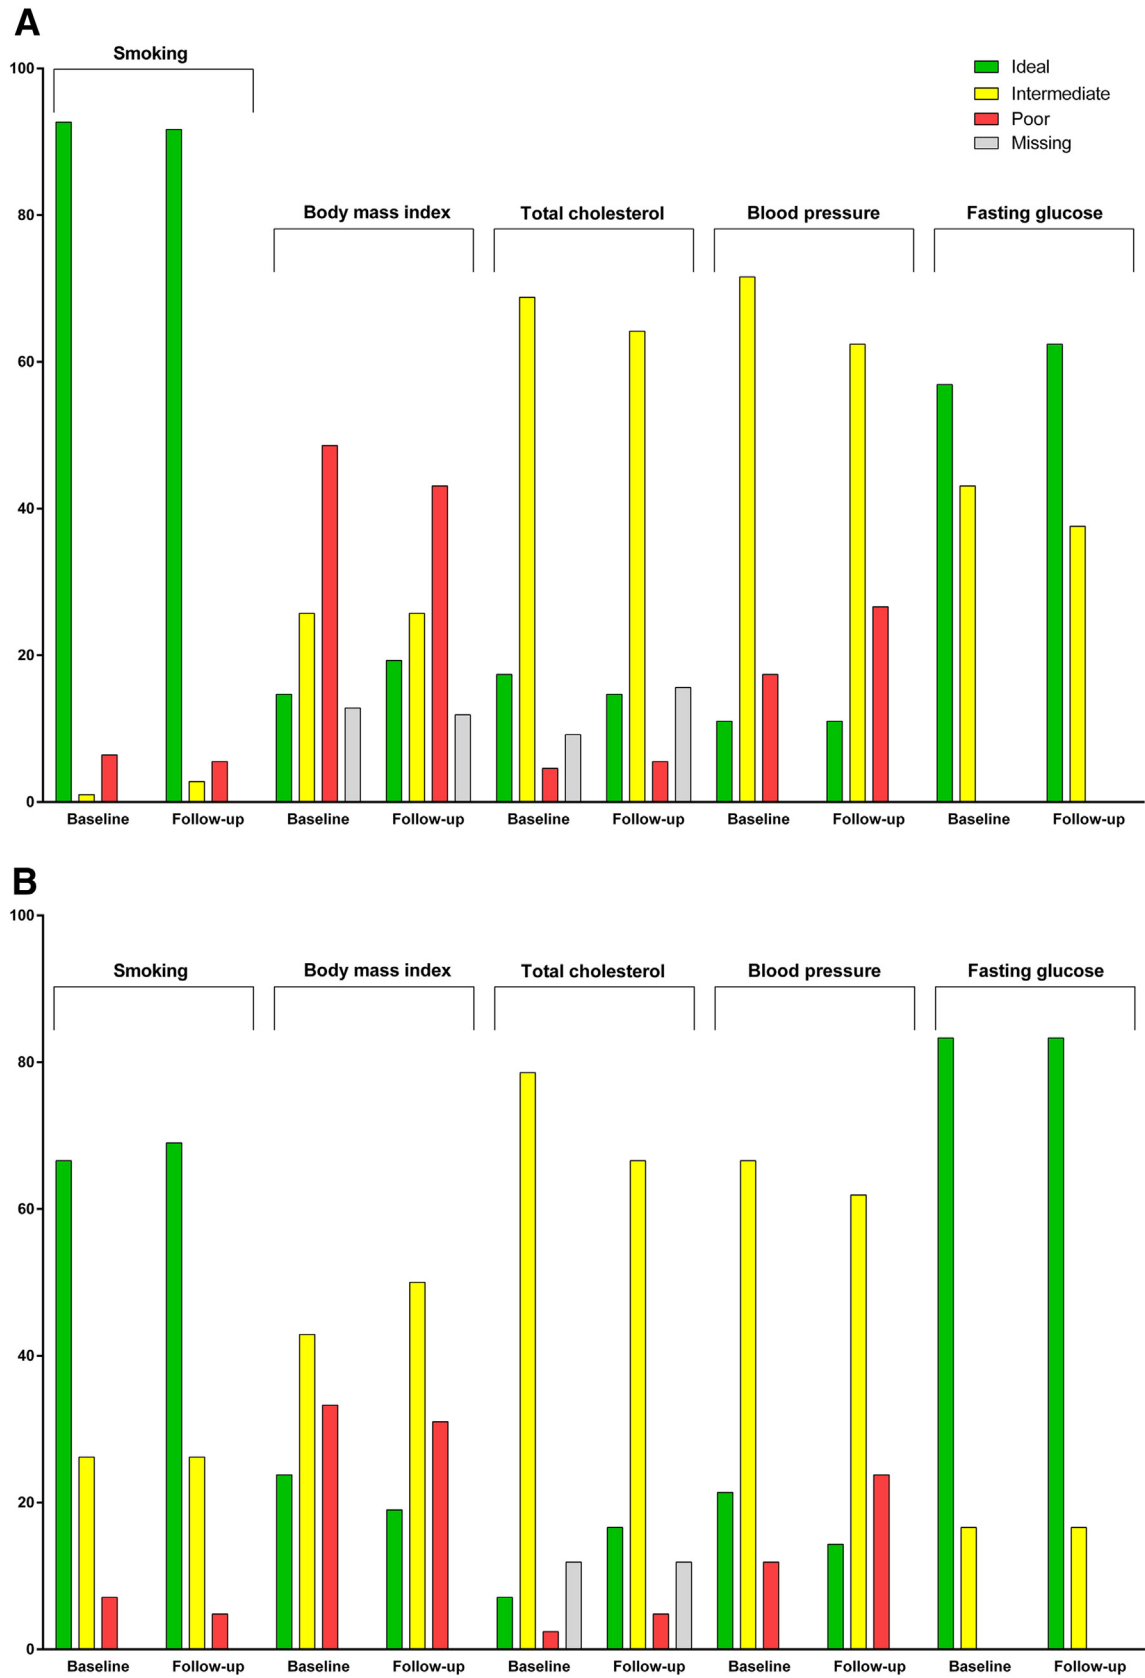 A
Smoking
100
Ideal
Intermediate
Poor
Missing
80
Body mass index Total cholesterol Blood pressure Fasting glucose
60
40
20
0
Baseline Follow-up Baseline Follow-up Baseline Follow-up Baseline Follow-up Baseline Follow-up
B
100
Smoking Body mass index Total cholesterol Blood pressure Fasting glucose
80
60
40
20
0
Baseline Follow-up Baseline Follow-up Baseline Follow-up Baseline Follow-up Baseline Follow-up